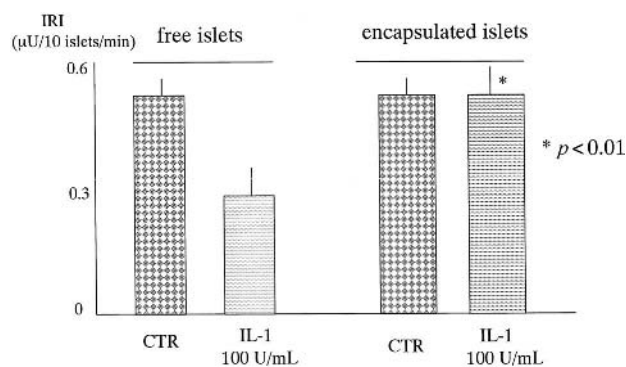 IRI
(μU/10 islets/min)
free islets
encapsulated islets
0.6
0.3
0
*
* p<0.01
CTR
IL-1
100 U/mL
CTR
IL-1
100 U/mL